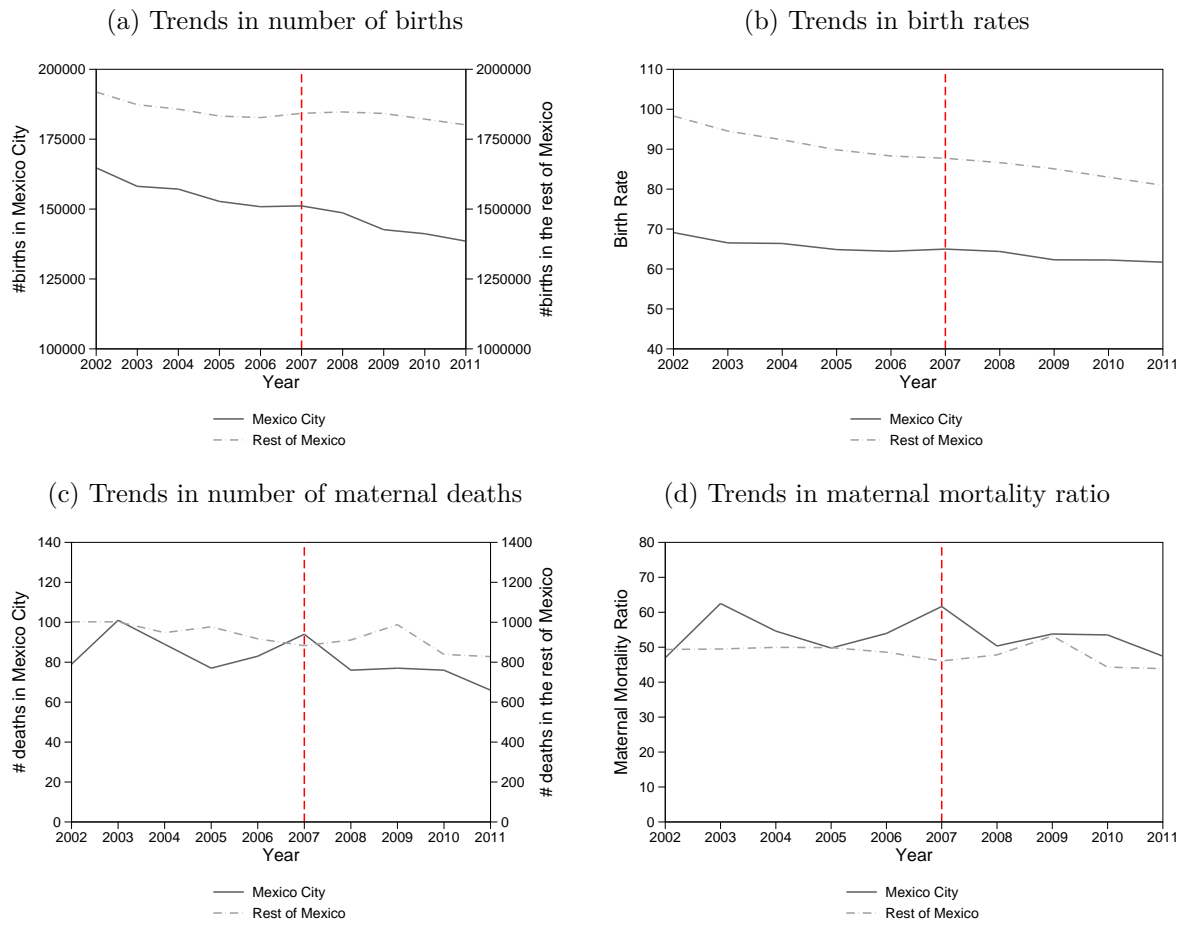 (a) Trends in number of births
200000
175000
150000
125000
100000
#births in Mexico City
2000000
1750000
1500000
1250000
1000000
#births in the rest of Mexico
2002 2003 2004 2005 2006 2007 2008 2009 2010 2011
Year
Mexico City
Rest of Mexico
(b) Trends in birth rates
110
100
90
80
70
60
50
40
Birth Rate
2002 2003 2004 2005 2006 2007 2008 2009 2010 2011
Year
Mexico City
Rest of Mexico
(c) Trends in number of maternal deaths
140
120
100
80
60
40
20
0
# deaths in Mexico City
1400
1200
1000
800
600
400
200
0
# deaths in the rest of Mexico
2002 2003 2004 2005 2006 2007 2008 2009 2010 2011
Year
Mexico City
Rest of Mexico
(d) Trends in maternal mortality ratio
80
70
60
50
40
30
20
10
0
Maternal Mortality Ratio
2002 2003 2004 2005 2006 2007 2008 2009 2010 2011
Year
Mexico City
Rest of Mexico